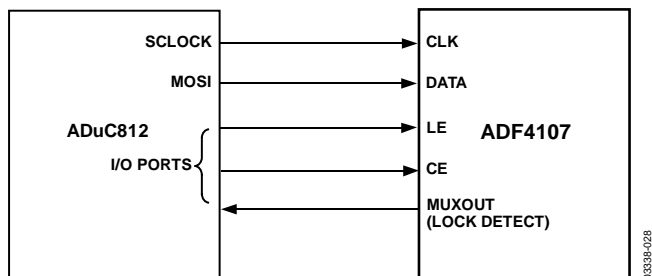 SCLOCK
MOSI
ADuC812
I/O PORTS
CLK
DATA
LE
ADF4107
CE
MUXOUT
(LOCK DETECT)
03338-028